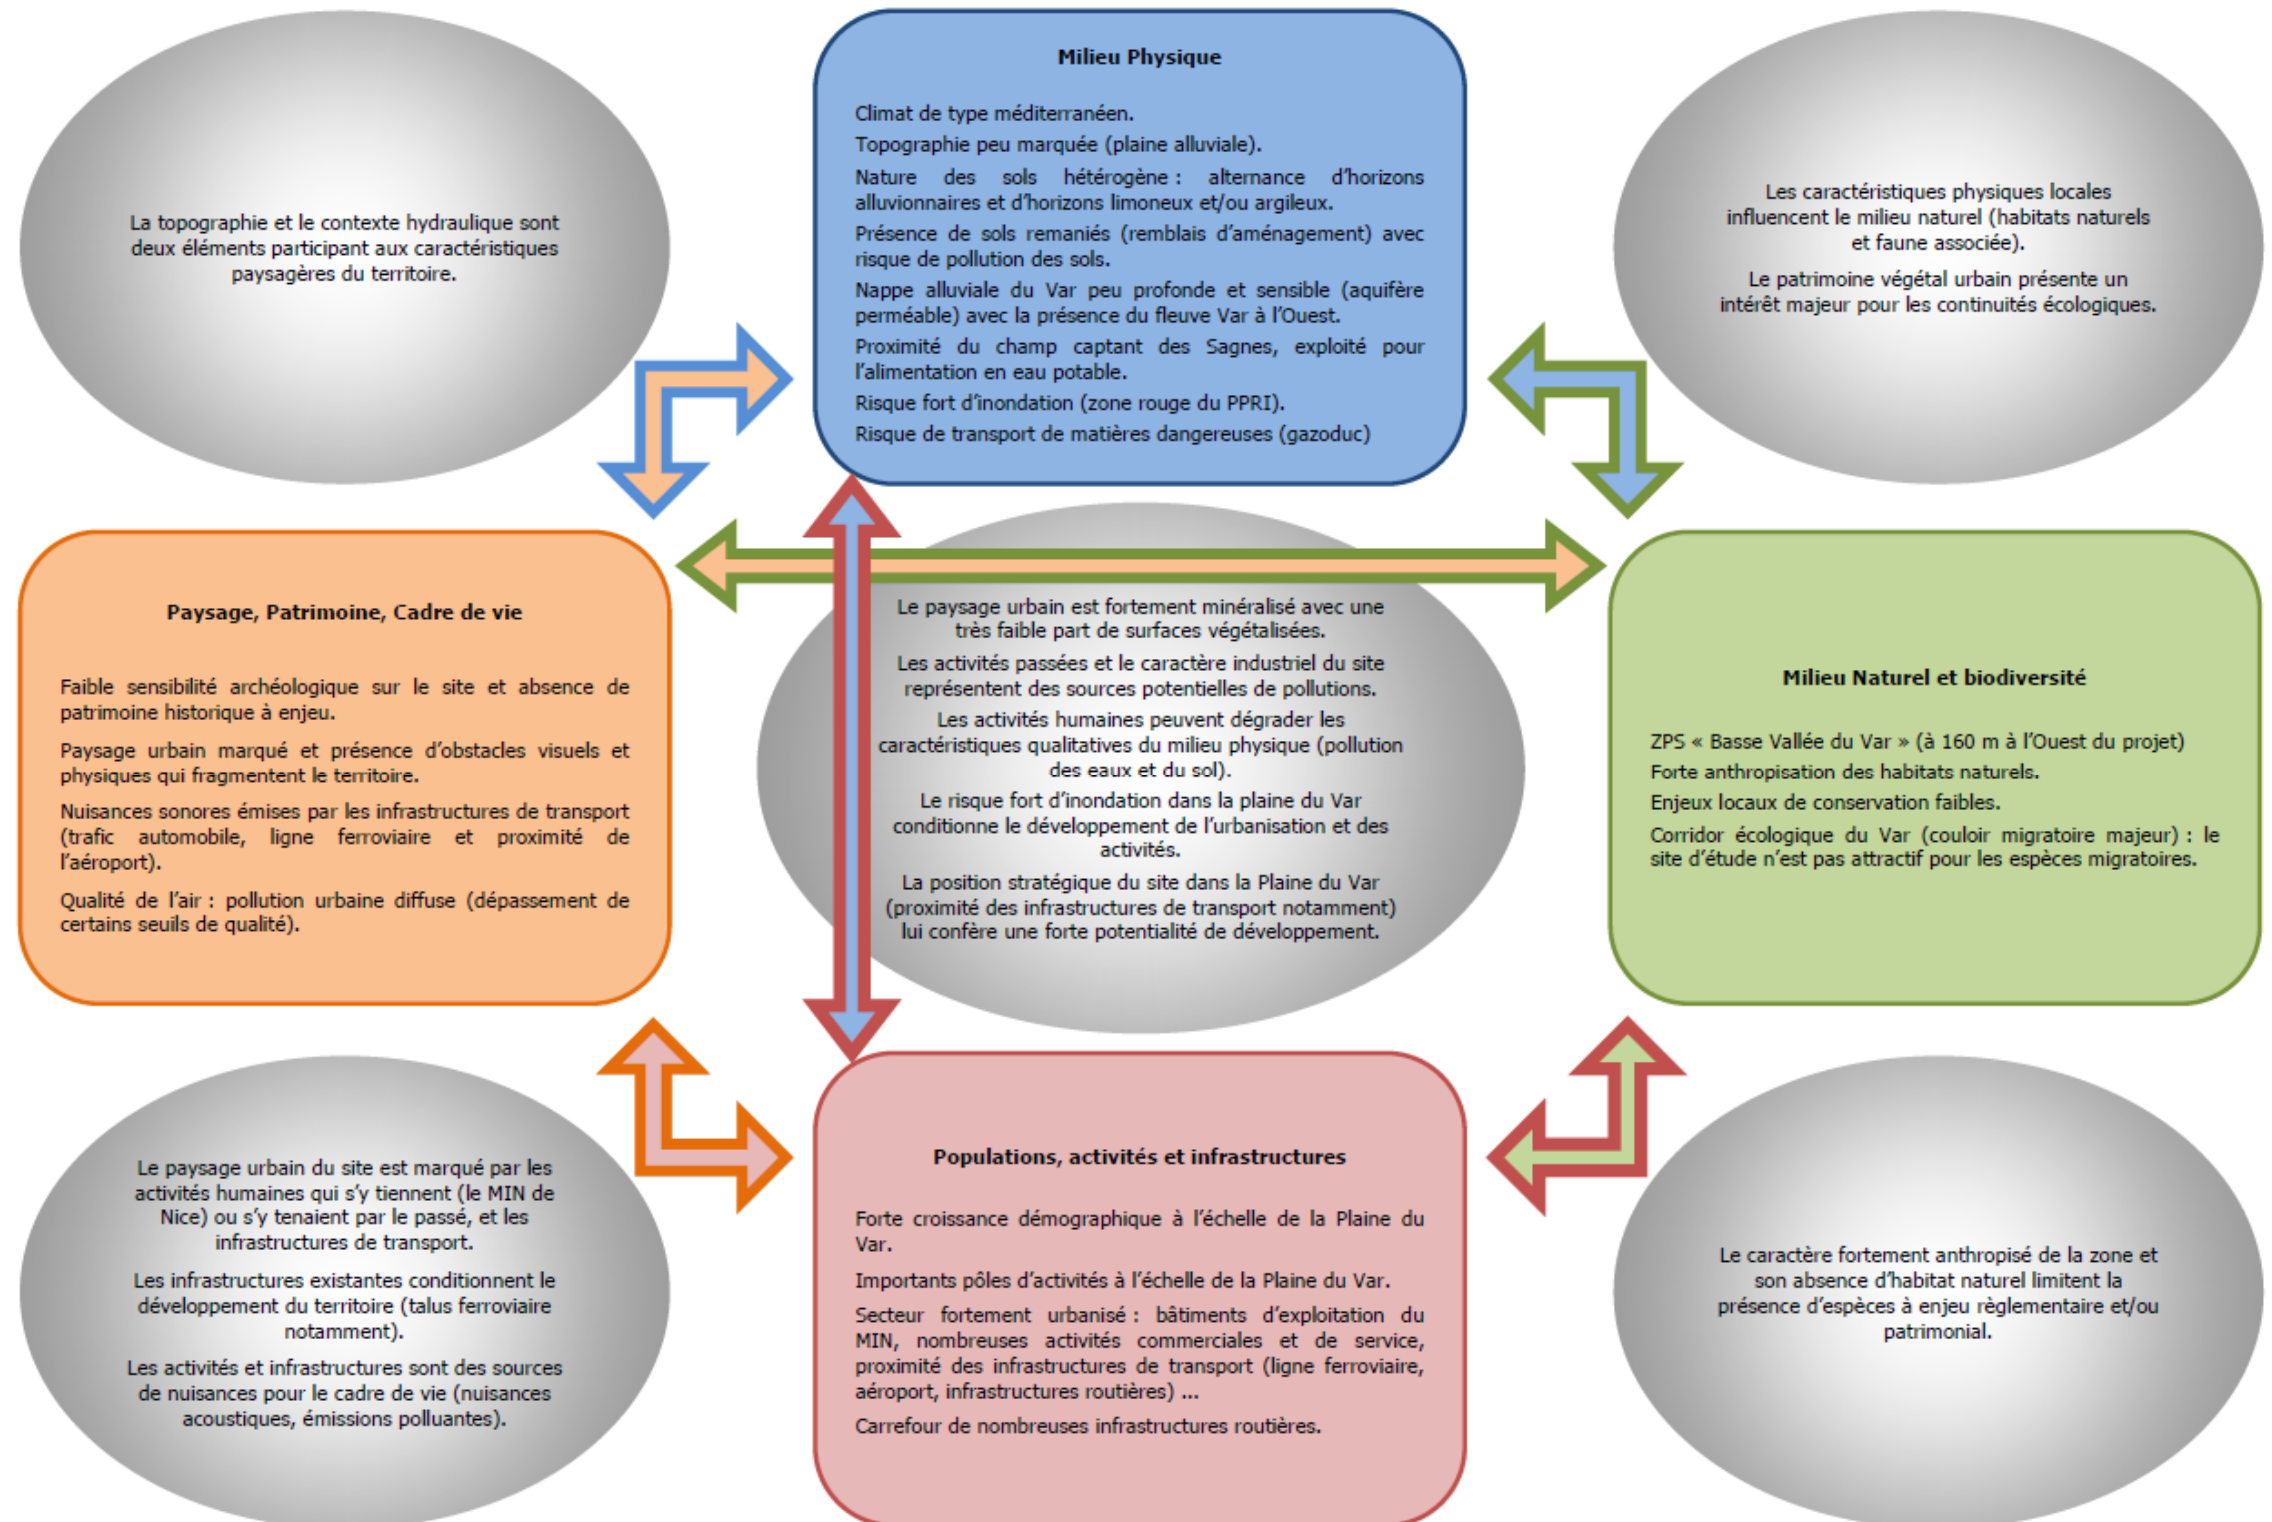 La topographie et le contexte hydraulique sont
deux éléments participant aux caractéristiques
paysagères du territoire.
Milieu Physique
Climat de type méditerranéen.
Topographie peu marquée (plaine alluviale).
Nature des sols hétérogène : alternance d'horizons
alluvionnaires et d'horizons limoneux et/ou argileux.
Présence de sols remaniés (remblais d'aménagement) avec
risque de pollution des sols.
Nappe alluviale du Var peu profonde et sensible (aquifère
perméable) avec la présence du fleuve Var à l'Ouest.
Proximité du champ captant des Sagnes, exploité pour
l'alimentation en eau potable.
Risque fort d'inondation (zone rouge du PPRI).
Risque de transport de matières dangereuses (gazoduc)
Les caractéristiques physiques locales
influencent le milieu naturel (habitats naturels
et faune associée).
Le patrimoine végétal urbain présente un
intérêt majeur pour les continuités écologiques.
Paysage, Patrimoine, Cadre de vie
Faible sensibilité archéologique sur le site et absence de
patrimoine historique à enjeu.
Paysage urbain marqué et présence d'obstacles visuels et
physiques qui fragmentent le territoire.
Nuisances sonores émises par les infrastructures de transport
(trafic automobile, ligne ferroviaire et proximité de
l'aéroport).
Qualité de l'air : pollution urbaine diffuse (dépassement de
certains seuils de qualité).
Le paysage urbain est fortement minéralisé avec une
très faible part de surfaces végétalisées.
Les activités passées et le caractère industriel du site
représentent des sources potentielles de pollutions.
Les activités humaines peuvent dégrader les
caractéristiques qualitatives du milieu physique (pollution
des eaux et du sol).
Le risque fort d'inondation dans la plaine du Var
conditionne le développement de l'urbanisation et des
activités.
La position stratégique du site dans la Plaine du Var
(proximité des infrastructures de transport notamment)
lui confère une forte potentialité de développement.
Milieu Naturel et biodiversité
ZPS « Basse Vallée du Var » (à 160 m à l'Ouest du projet)
Forte anthropisation des habitats naturels.
Enjeux locaux de conservation faibles.
Corridor écologique du Var (couloir migratoire majeur) : le
site d'étude n'est pas attractif pour les espèces migratoires.
Le paysage urbain du site est marqué par les
activités humaines qui s'y tiennent (le MIN de
Nice) ou s'y tenaient par le passé, et les
infrastructures de transport.
Les infrastructures existantes conditionnent le
développement du territoire (talus ferroviaire
notamment).
Les activités et infrastructures sont des sources
de nuisances pour le cadre de vie (nuisances
acoustiques, émissions polluantes).
Populations, activités et infrastructures
Forte croissance démographique à l'échelle de la Plaine du
Var.
Importants pôles d'activités à l'échelle de la Plaine du Var.
Secteur fortement urbanisé : bâtiments d'exploitation du
MIN, nombreuses activités commerciales et de service,
proximité des infrastructures de transport (ligne ferroviaire,
aéroport, infrastructures routières) ...
Carrefour de nombreuses infrastructures routières.
Le caractère fortement anthropisé de la zone et
son absence d'habitat naturel limitent la
présence d'espèces à enjeu règlementaire et/ou
patrimonial.